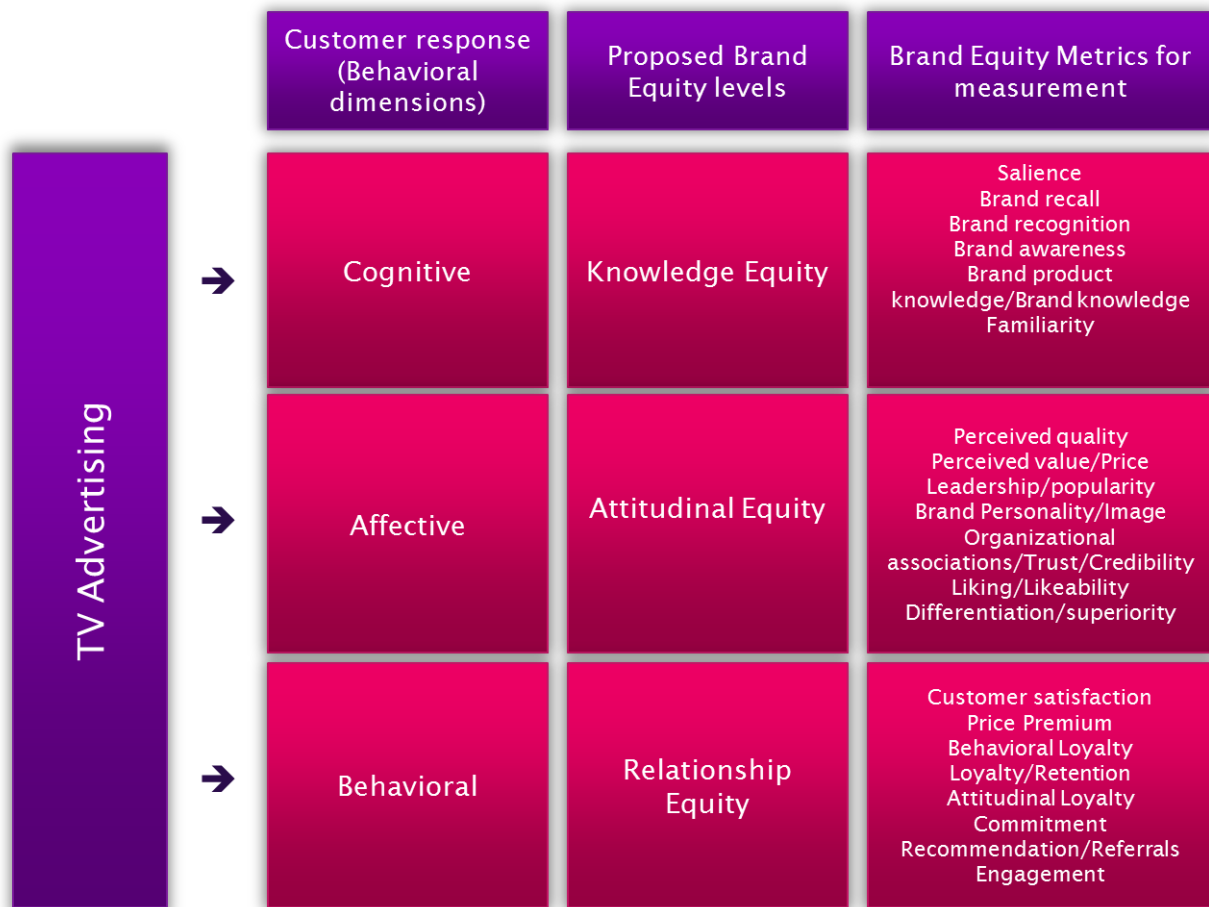 Customer response
(Behavioral
dimensions)
Proposed Brand
Equity levels
Brand Equity Metrics for
measurement
TV Advertising
Cognitive
Knowledge Equity
Salience
Brand recall
Brand recognition
Brand awareness
Brand product
knowledge/Brand knowledge
Familiarity
Affective
Attitudinal Equity
Perceived quality
Perceived value/Price
Leadership/popularity
Brand Personality/Image
Organizational
associations/Trust/Credibility
Liking/Likeability
Differentiation/superiority
Behavioral
Relationship
Equity
Customer satisfaction
Price Premium
Behavioral Loyalty
Loyalty/Retention
Attitudinal Loyalty
Commitment
Recommendation/Referrals
Engagement